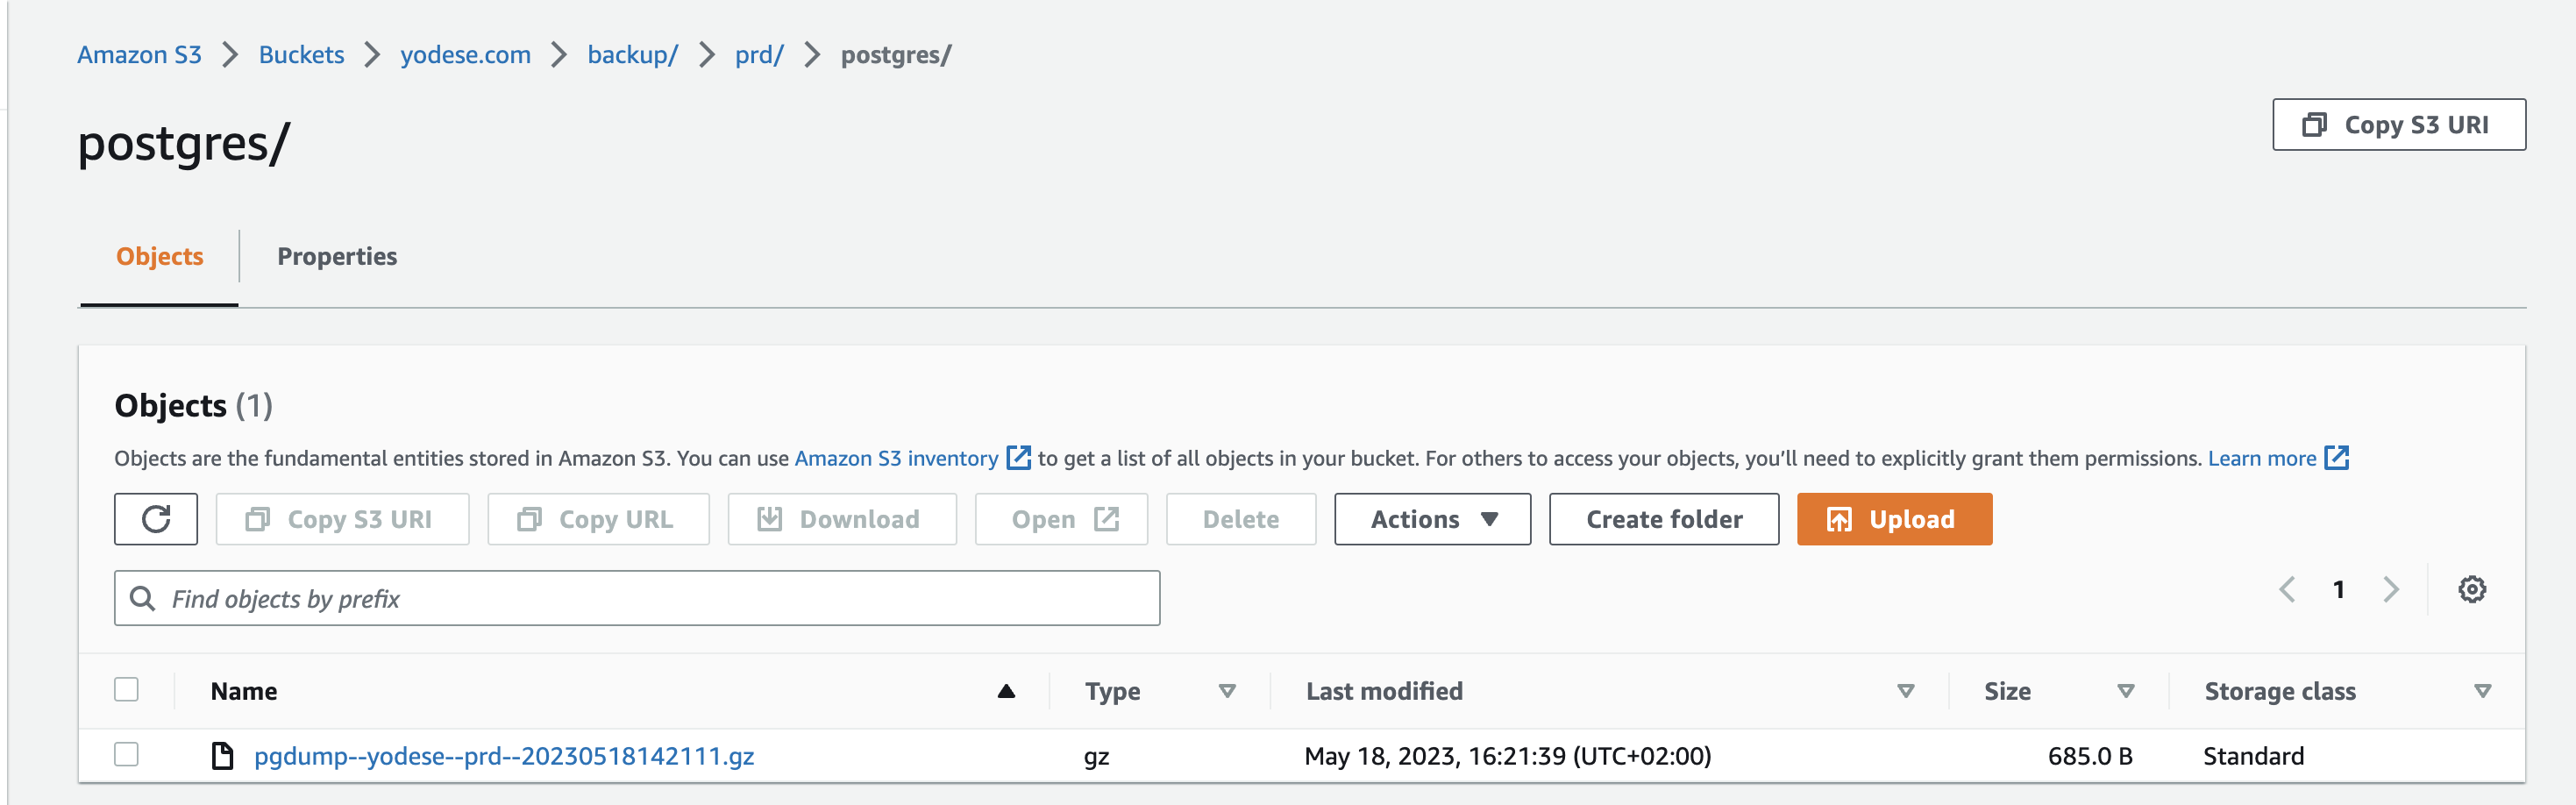 Amazon S3 > Buckets > yodese.com > backup/ > prd/ > postgres/
postgres/
Copy S3 URI
Objects Properties
Objects (1)
Objects are the fundamental entities stored in Amazon S3. You can use Amazon S3 inventory to get a list of all objects in your bucket. For others to access your objects, you’ll need to explicitly grant them permissions. Learn more
Copy S3 URI Copy URL Download Open Delete Actions Create folder Upload
Find objects by prefix
1
Name Type Last modified Size Storage class
pgdump--yodese--prd--20230518142111.gz gz May 18, 2023, 16:21:39 (UTC+02:00) 685.0 B Standard